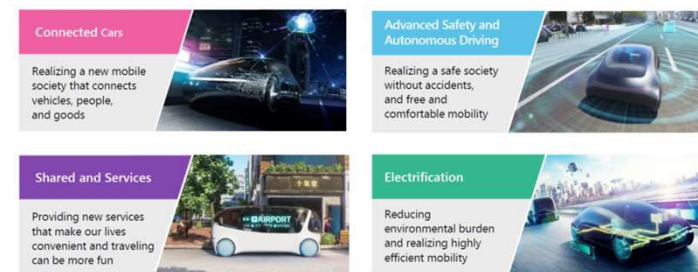 Connected Cars
Realizing a new mobile
society that connects
vehicles, people,
and goods
Advanced Safety and
Autonomous Driving
Realizing a safe society
without accidents,
and free and
comfortable mobility
Shared and Services
Providing new services
that make our lives
convenient and traveling
can be more fun
AIRPORT
Electrification
Reducing
environmental burden
and realizing highly
efficient mobility